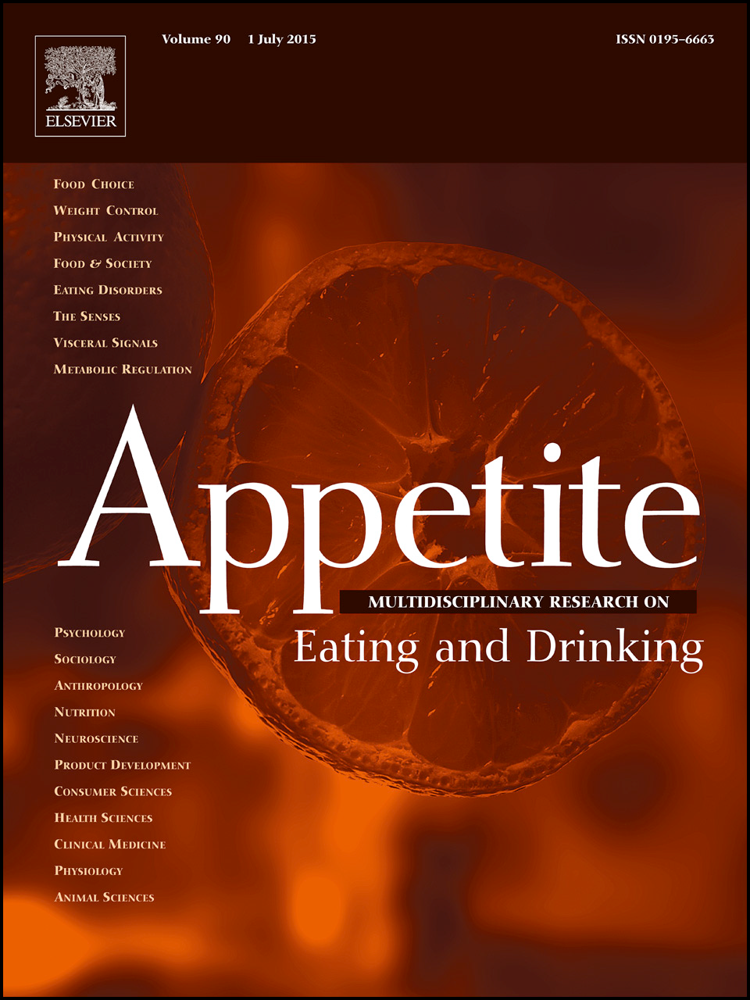 Volume 90 1 July 2015 ISSN 0195–6663
ELSEVIER
FOOD CHOICE
WEIGHT CONTROL
PHYSICAL ACTIVITY
FOOD & SOCIETY
EATING DISORDERS
THE SENSES
VISCERAL SIGNALS
METABOLIC REGULATION
Appetite
MULTIDISCIPLINARY RESEARCH ON
Eating and Drinking
PSYCHOLOGY
SOCIOLOGY
ANTHROPOLOGY
NUTRITION
NEUROSCIENCE
PRODUCT DEVELOPMENT
CONSUMER SCIENCES
HEALTH SCIENCES
CLINICAL MEDICINE
PHYSIOLOGY
ANIMAL SCIENCES